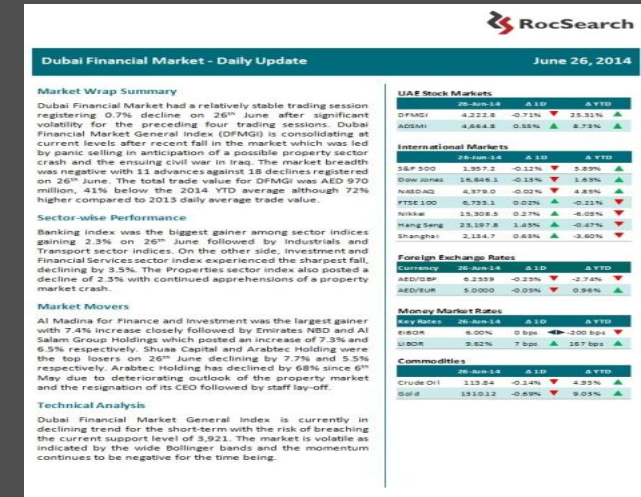 RocSearch
Dubai Financial Market - Daily Update
June 26, 2014
Market Wrap Summary
Dubai Financial Market had a relatively stable trading session
registering 0.7% decline on 26th June after significant
volatility for the preceding four trading sessions. Dubai
Financial Market General Index (DFMGI) is consolidating at
current levels after recent fall in the market which was led
by panic selling in anticipation of a possible property sector
crash and the ensuing civil war in Iraq. The market breadth
was negative with 11 advances against 18 declines registered
on 26th June. The total trade value for DFMGI was AED 970
million, 41% below the 2014 YTD average although 72%
higher compared to 2013 daily average trade value.
Sector-wise Performance
Banking index was the biggest gainer among sector indices
gaining 2.3% on 26th June followed by Industrials and
Transport sector indices. On the other side, Investment and
Financial Services sector index experienced the sharpest fall,
declining by 3.5%. The Properties sector index also posted a
decline of 2.3% with continued apprehensions of a property
market crash.
Market Movers
Al Madina for Finance and Investment was the largest gainer
with 7.4% increase closely followed by Emirates NBD and Al
Salam Group Holdings which posted an increase of 7.3% and
6.5% respectively. Shuaa Capital and Arabtec Holding were
the top losers on 26th June declining by 7.7% and 5.5%
respectively. Arabtec Holding has declined by 68% since 6th
May due to deteriorating outlook of the property market
and the resignation of its CEO followed by staff lay-off.
Technical Analysis
Dubai Financial Market General Index is currently in
declining trend for the short-term with the risk of breaching
the current support level of 3,921. The market is volatile as
indicated by the wide Bollinger bands and the momentum
continues to be negative for the time being.
UAE Stock Markets
26-Jun-14 Δ 1D Δ YTD
DFMGI 4,222.8 -0.71% ▼ 25.31% ▲
ADSMI 4,664.8 0.55% ▲ 8.73% ▲
International Markets
26-Jun-14 Δ 1D Δ YTD
S&P 500 1,957.2 -0.12% ▼ 5.89% ▲
Dow Jones 16,846.1 -0.13% ▼ 1.63% ▲
NASDAQ 4,379.0 -0.02% ▼ 4.85% ▲
FTSE 100 6,735.1 0.02% ▲ -0.21% ▼
Nikkei 15,308.5 0.27% ▲ -6.03% ▼
Hang Seng 23,197.8 1.45% ▲ -0.47% ▼
Shanghai 2,134.7 0.65% ▲ -3.60% ▼
Foreign Exchange Rates
Currency 26-Jun-14 Δ 1D Δ YTD
AED/GBP 6.2539 -0.23% ▼ -2.74% ▼
AED/EUR 5.0000 -0.05% ▼ 0.96% ▲
Money Market Rates
Key Rates 26-Jun-14 Δ 1D Δ YTD
EIBOR 6.00% 0 bps ◄► -200 bps ▼
LIBOR 9.62% 7 bps ▲ 167 bps ▲
Commodities
26-Jun-14 Δ 1D Δ YTD
Crude Oil 113.84 -0.14% ▼ 4.95% ▲
Gold 1310.12 -0.69% ▼ 9.03% ▲